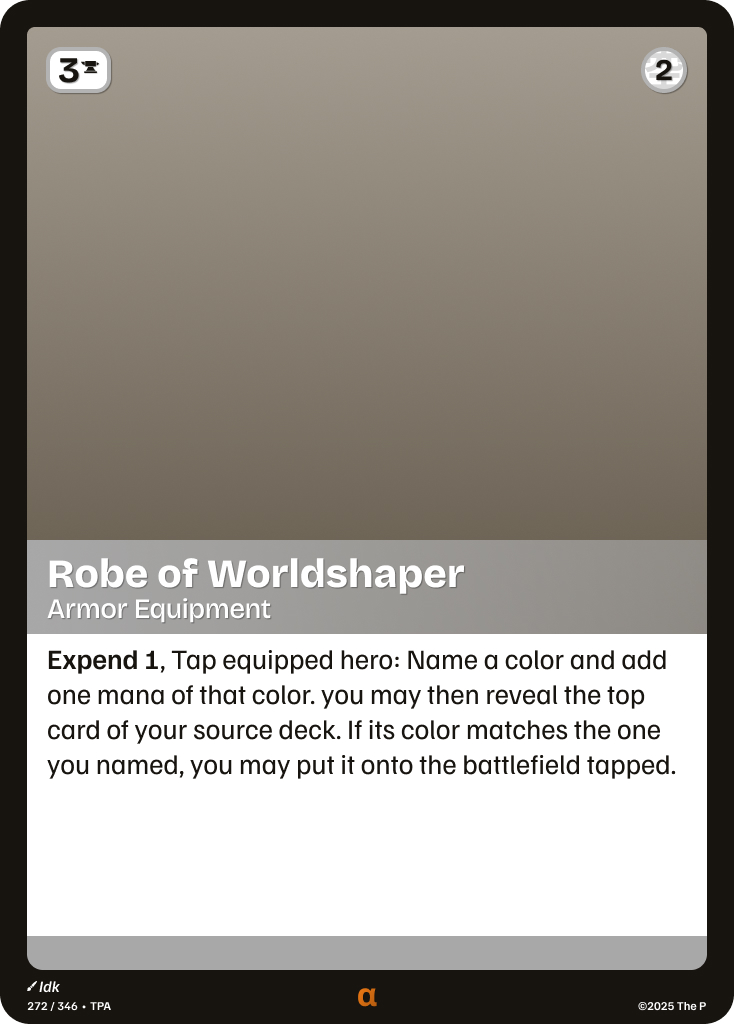 3
2
Robe of Worldshaper
Armor Equipment
Expend 1, Tap equipped hero: Name a color and add
one mana of that color. you may then reveal the top
card of your source deck. If its color matches the one
you named, you may put it onto the battlefield tapped.
Idk
272 / 346 • TPA
α
©2025 The P